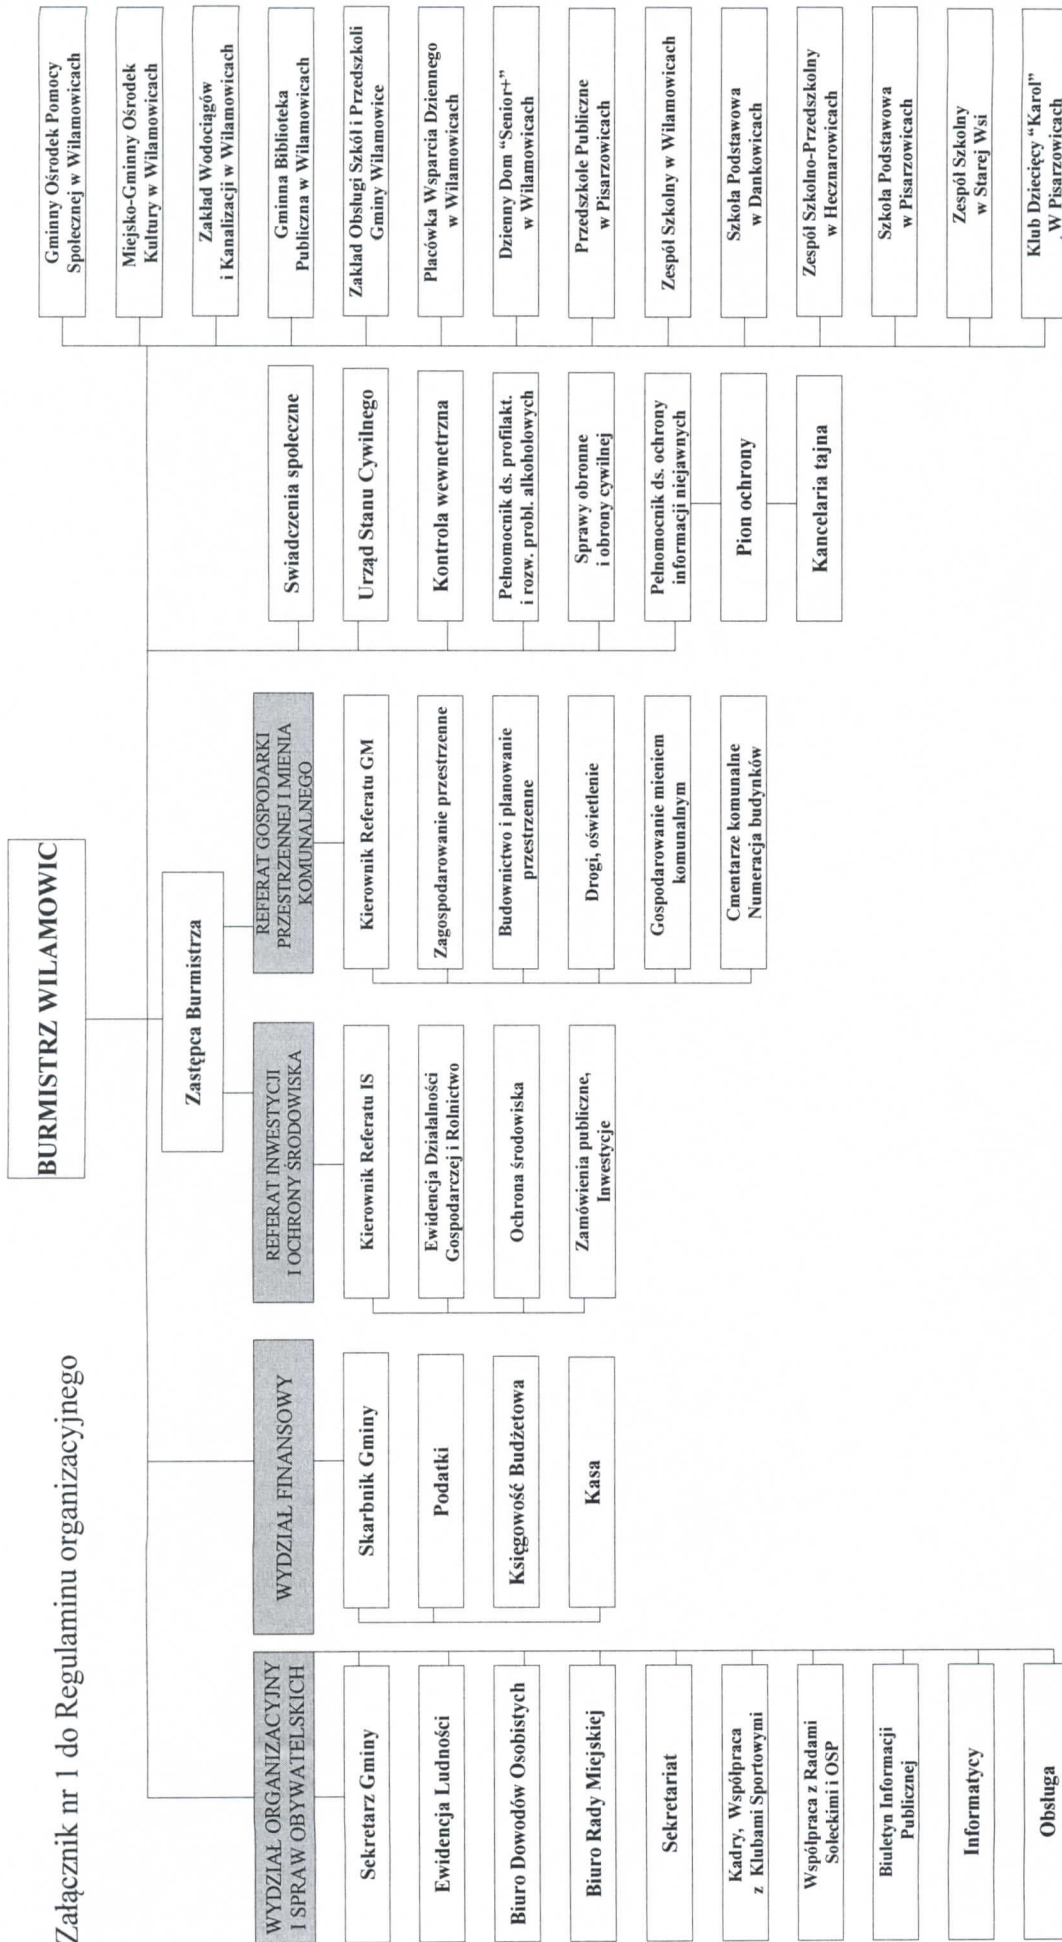 Załącznik nr 1 do Regulaminu organizacyjnego
BURMISTRZ WILAMOWIC
Zastępca Burmistrza
WYDZIAŁ ORGANIZACYJNY
I SPRAW OBYWATELSKICH
Sekretarz Gminy
Ewidencja Ludności
Biuro Dowodów Osobistych
Biuro Rady Miejskiej
Sekretariat
Kadry, Współpraca
z Klubami Sportowymi
Współpraca z Radami
Sołeckimi i OSP
Biuletyn Informacji
Publicznej
Informatycy
Obsługa
WYDZIAŁ FINANSOWY
Skarbnik Gminy
Podatki
Księgowość Budżetowa
Kasa
REFERAT INWESTYCJI
I OCHRONY ŚRODOWISKA
Kierownik Referatu IS
Ewidencja Działalności
Gospodarczej i Rolnictwo
Ochrona środowiska
Zamówienia publiczne,
Inwestycje
REFERAT GOSPODARKI
PRZESTRZENNEJ I MIENIA
KOMUNALNEGO
Kierownik Referatu GM
Zagospodarowanie przestrzenne
Budownictwo i planowanie
przestrzenne
Drogi, oświetlenie
Gospodarowanie mieniem
komunalnym
Cmentarze komunalne
Numeracja budynków
Swiadczenia społeczne
Urząd Stanu Cywilnego
Kontrola wewnetrzna
Pełnomocnik ds. profilakt.
i rozw. probl. alkoholowych
Sprawy obronne
i obrony cywilnej
Pełnomocnik ds. ochrony
informacji niejawnych
Pion ochrony
Kancelaria tajna
Gminny Ośrodek Pomocy
Społecznej w Wilamowicach
Miejsko-Gminny Ośrodek
Kultury w Wilamowicach
Zakład Wodociągów
i Kanalizacji w Wilamowicach
Gminna Biblioteka
Publiczna w Wilamowicach
Zakład Obsługi Szkół i Przedszkoli
Gminy Wilamowice
Placówka Wsparcia Dziennego
w Wilamowicach
Dzienny Dom “Senior+”
w Wilamowicach
Przedszkole Publiczne
w Pisarzowicach
Zespół Szkolny w Wilamowicach
Szkoła Podstawowa
w Dankowicach
Zespół Szkolno-Przedszkolny
w Hecznarowicach
Szkoła Podstawowa
w Pisarzowicach
Zespół Szkolny
w Starej Wsi
Klub Dziecięcy “Karol”
W Pisarzowicach